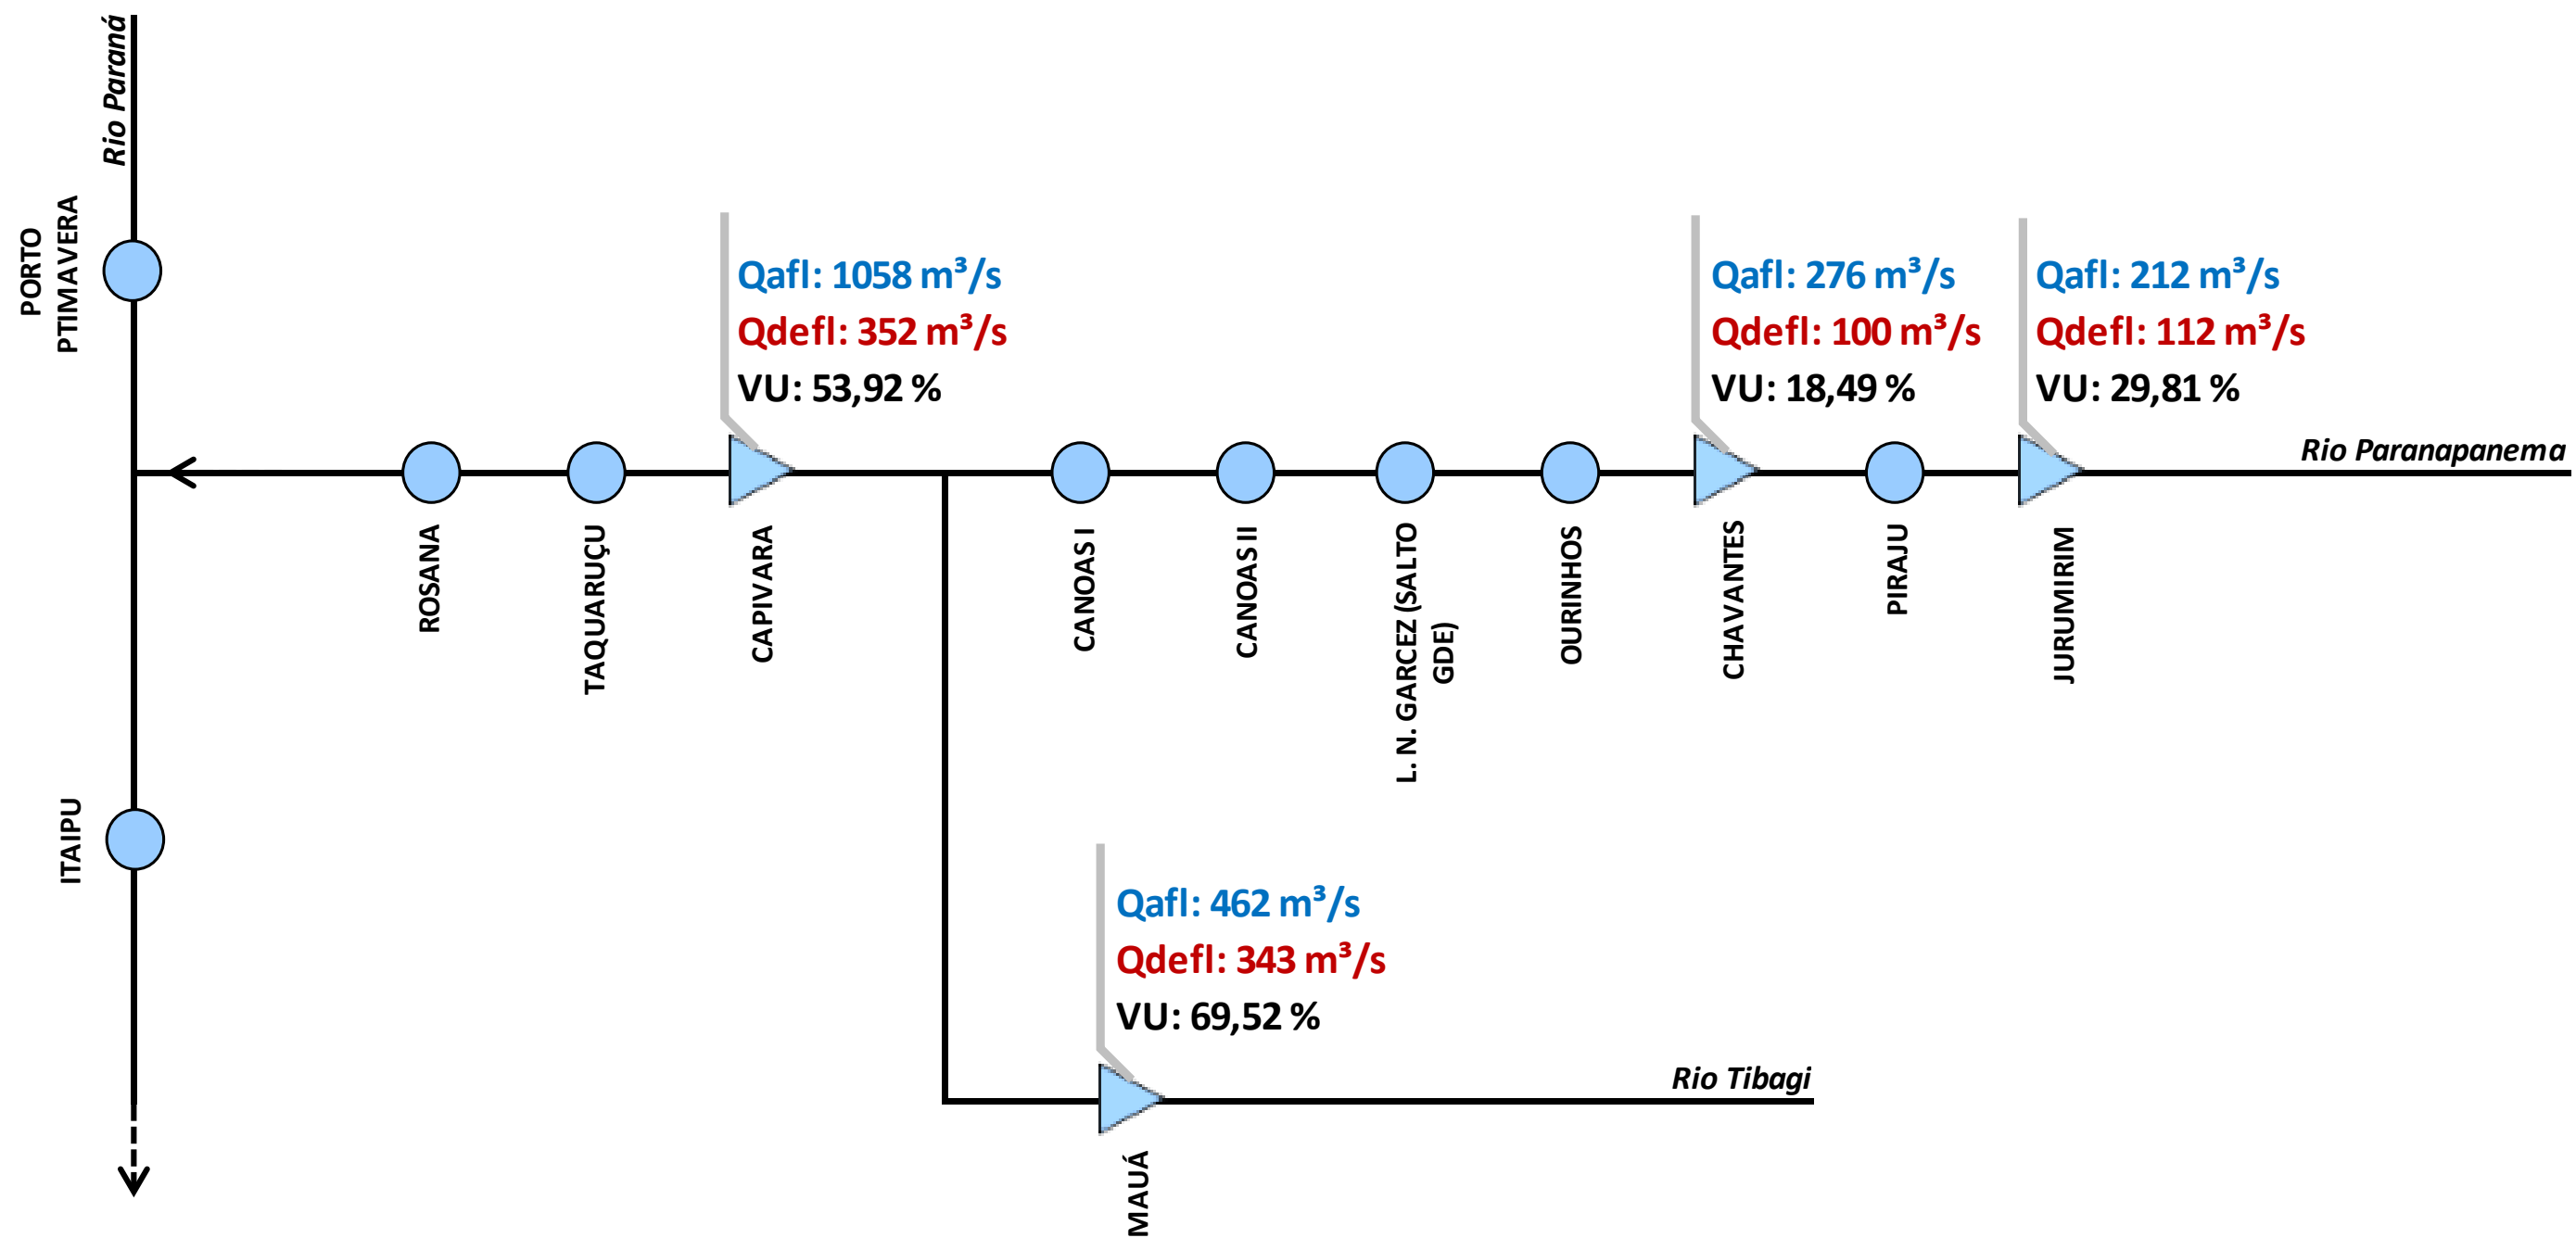 Rio Paraná
PORTO
PTIMAVERA
Qafl: 1058 m³/s
Qdefl: 352 m³/s
VU: 53,92 %
Qafl: 276 m³/s
Qdefl: 100 m³/s
VU: 18,49 %
Qafl: 212 m³/s
Qdefl: 112 m³/s
VU: 29,81 %
Rio Paranapanema
ROSANA
TAQUARUÇU
CAPIVARA
CANOAS I
CANOAS II
L. N. GARCEZ (SALTO
GDE)
OURINHOS
CHAVANTES
PIRAJU
JURUMIRIM
ITAIPU
Qafl: 462 m³/s
Qdefl: 343 m³/s
VU: 69,52 %
Rio Tibagi
MAUÁ